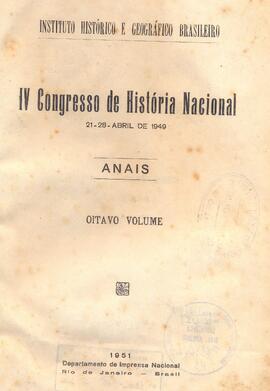 INSTITUTO HISTÓRICO E GEOGRÁFICO BRASILEIRO
IV Congresso de História Nacional
21-28-ABRIL DE 1949
ANAIS
OITAVO VOLUME
1951
Departamento de Imprensa Nacional
Rio de Janeiro — Brasil